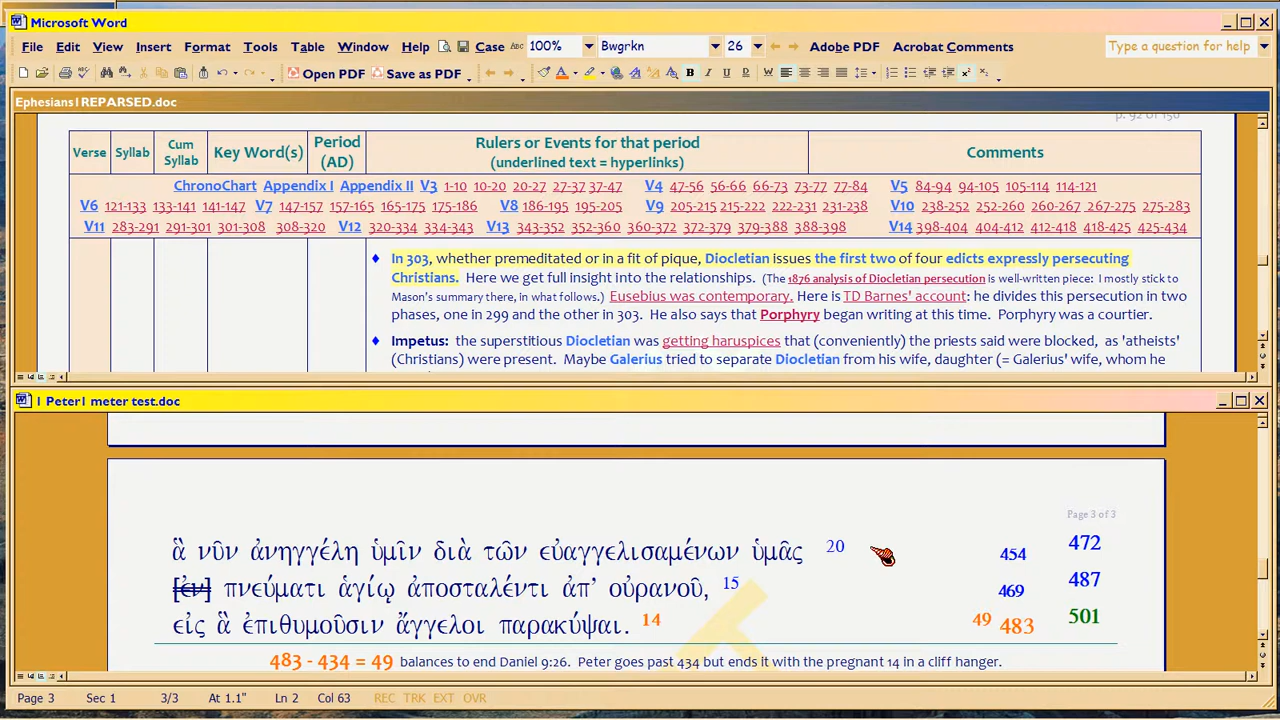 Microsoft Word
File Edit View Insert Format Tools Table Window Help Case ABC 100% Bwgrkn 26 Adobe PDF Acrobat Comments Type a question for help
Open PDF Save as PDF B I U W x² x₂
Ephesians1REPARSED.doc
p. 92 of 150
Verse Syllab Cum Syllab Key Word(s) Period (AD) Rulers or Events for that period (underlined text = hyperlinks) Comments
ChronoChart Appendix I Appendix II V3 1-10 10-20 20-27 27-37 37-47 V4 47-56 56-66 66-73 73-77 77-84 V5 84-94 94-105 105-114 114-121
V6 121-133 133-141 141-147 V7 147-157 157-165 165-175 175-186 V8 186-195 195-205 V9 205-215 215-222 222-231 231-238 V10 238-252 252-260 260-267 267-275 275-283
V11 283-291 291-301 301-308 308-320 V12 320-334 334-343 V13 343-352 352-360 360-372 372-379 379-388 388-398 V14 398-404 404-412 412-418 418-425 425-434
♦ In 303, whether premeditated or in a fit of pique, Diocletian issues the first two of four edicts expressly persecuting
Christians. Here we get full insight into the relationships. (The 1876 analysis of Diocletian persecution is well-written piece: I mostly stick to
Mason's summary there, in what follows.) Eusebius was contemporary. Here is TD Barnes' account: he divides this persecution in two
phases, one in 299 and the other in 303. He also says that Porphyry began writing at this time. Porphyry was a courtier.
♦ Impetus: the superstitious Diocletian was getting haruspices that (conveniently) the priests said were blocked, as 'atheists'
(Christians) were present. Maybe Galerius tried to separate Diocletian from his wife, daughter (= Galerius' wife, whom he
1 Peter1 meter test.doc
Page 3 of 3
ἃ νῦν ἀνηγγέλη ὑμῖν διὰ τῶν εὐαγγελισαμένων ὑμᾶς 20 454 472
[ἐν] πνεύματι ἁγίῳ ἀποσταλέντι ἀπ’ οὐρανοῦ, 15 469 487
εἰς ἃ ἐπιθυμοῦσιν ἄγγελοι παρακύψαι. 14 49 483 501
483 - 434 = 49 balances to end Daniel 9:26. Peter goes past 434 but ends it with the pregnant 14 in a cliff hanger.
Page 3 Sec 1 3/3 At 1.1" Ln 2 Col 63 REC TRK EXT OVR